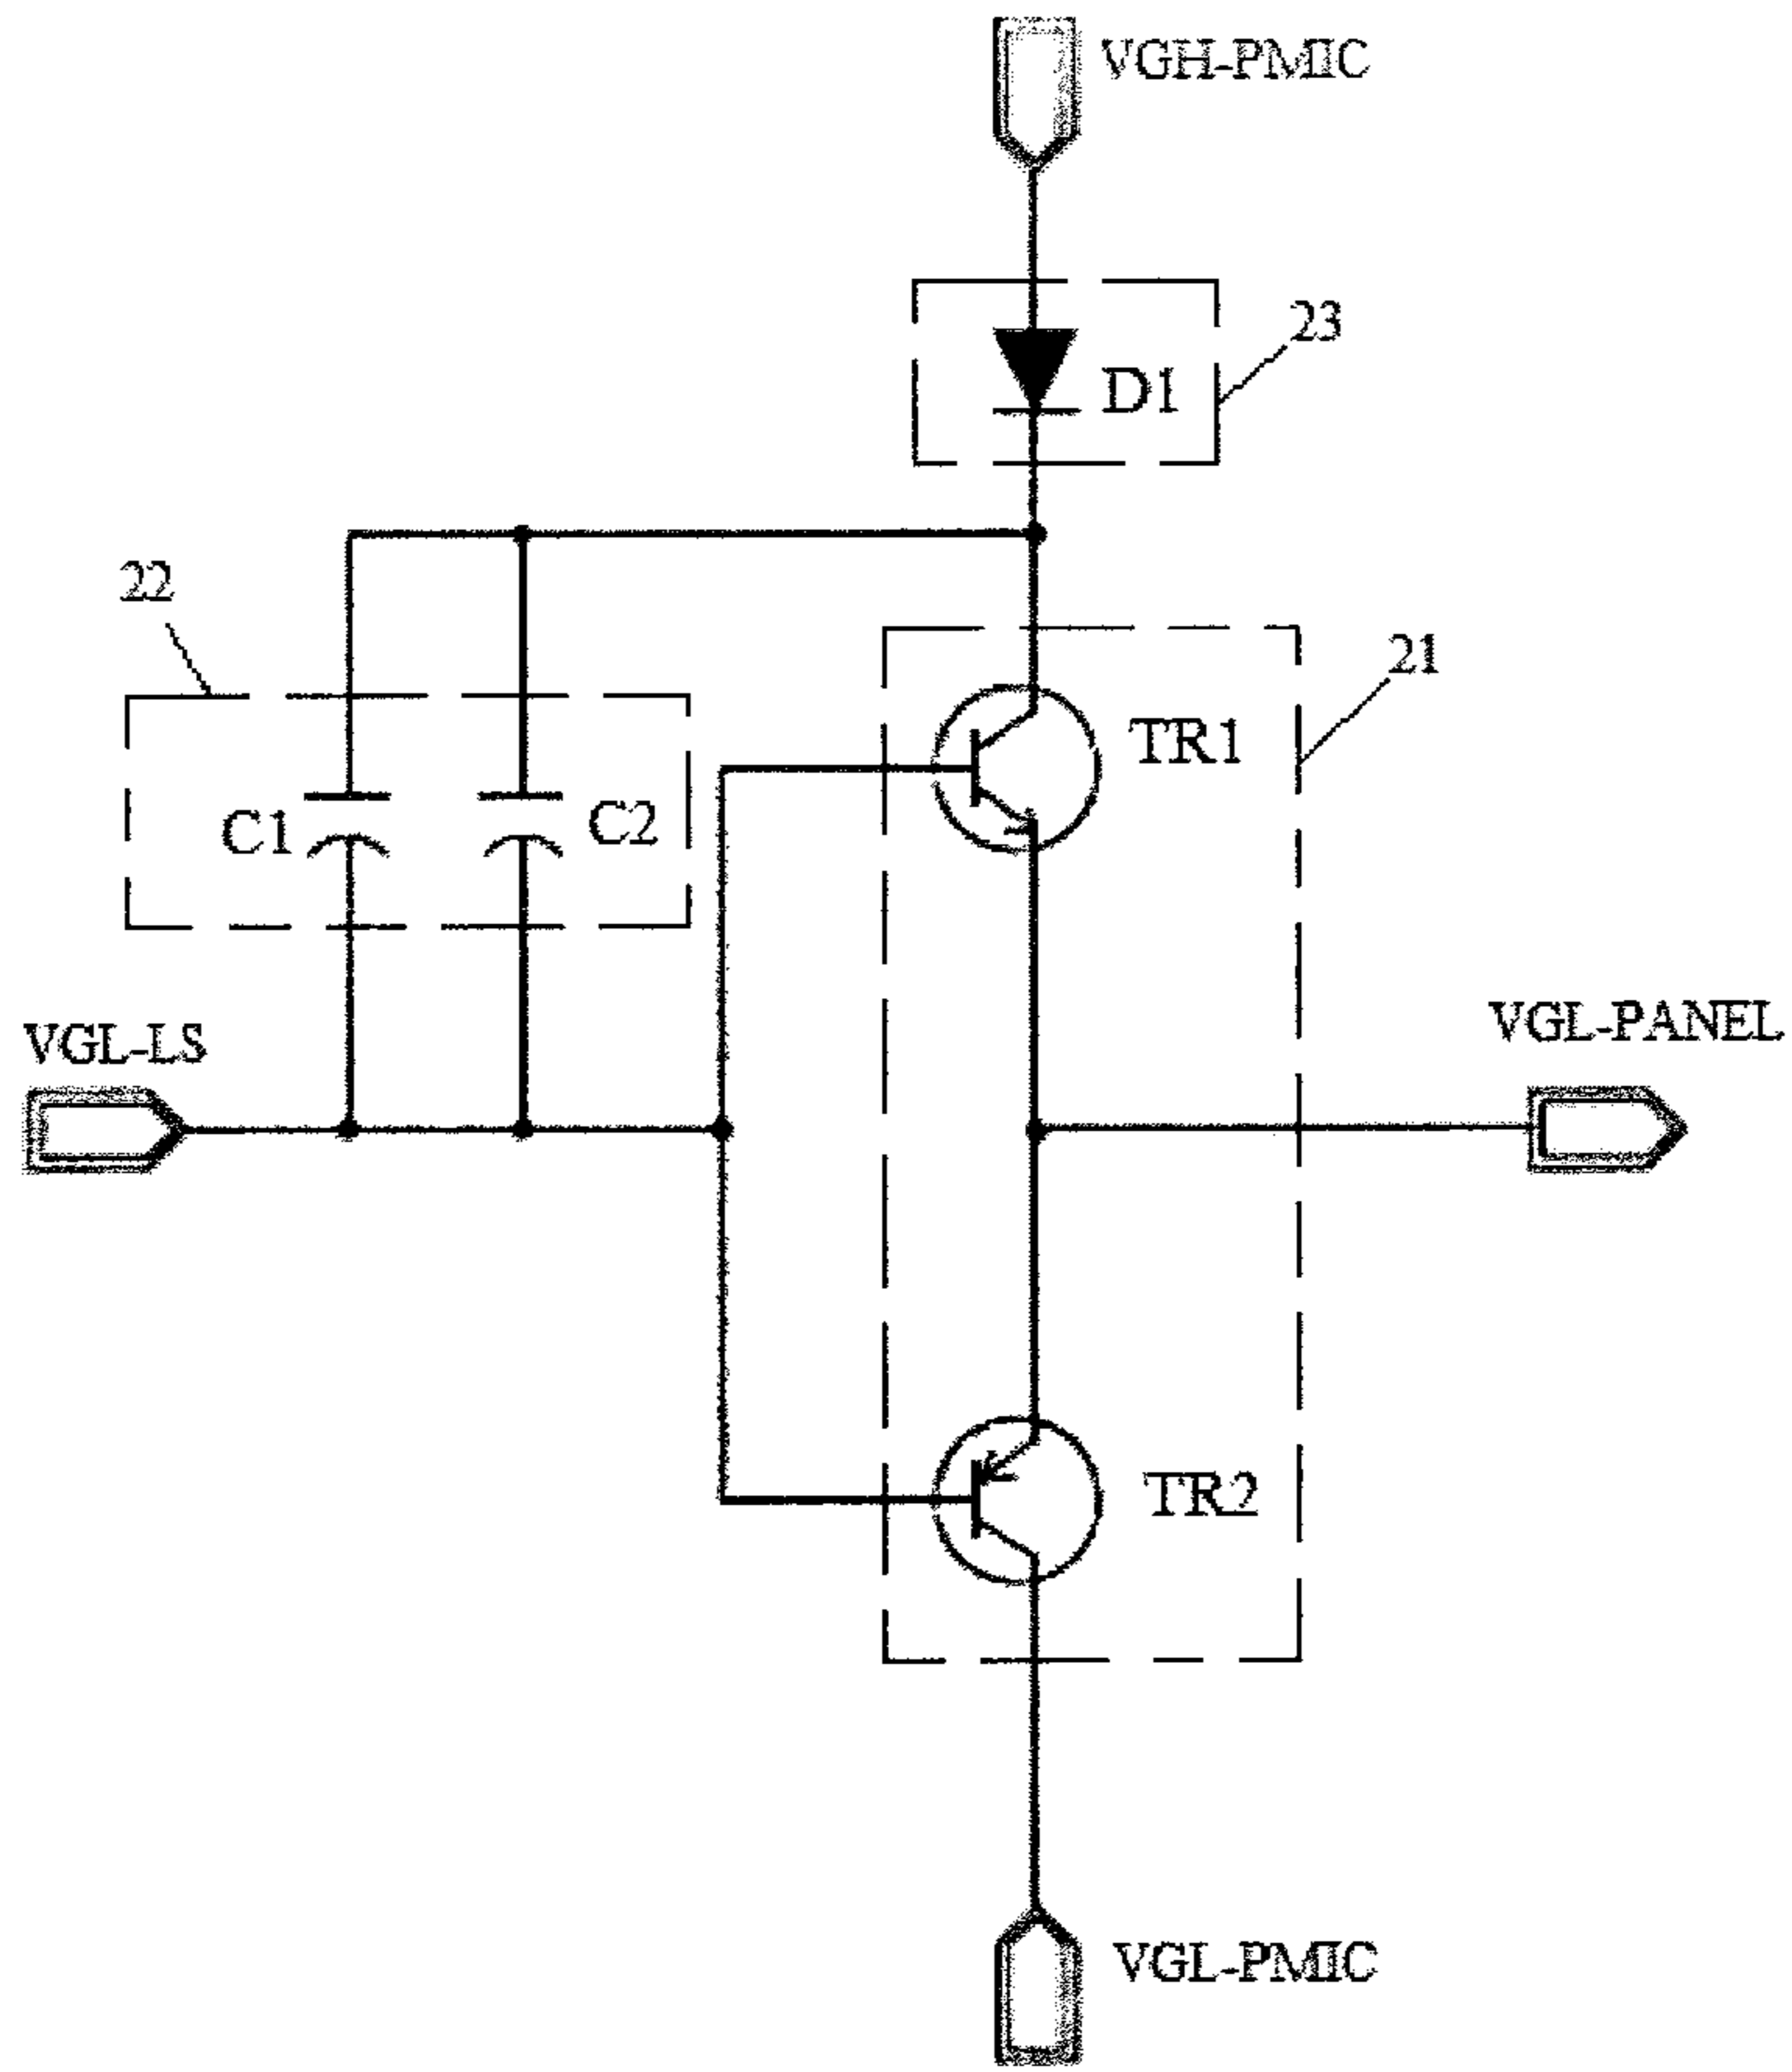 VGH-PMIC
23
D1
22
21
TR1
C1
C2
VGL-LS
VGL-PANEL
TR2
VGL-PMIC